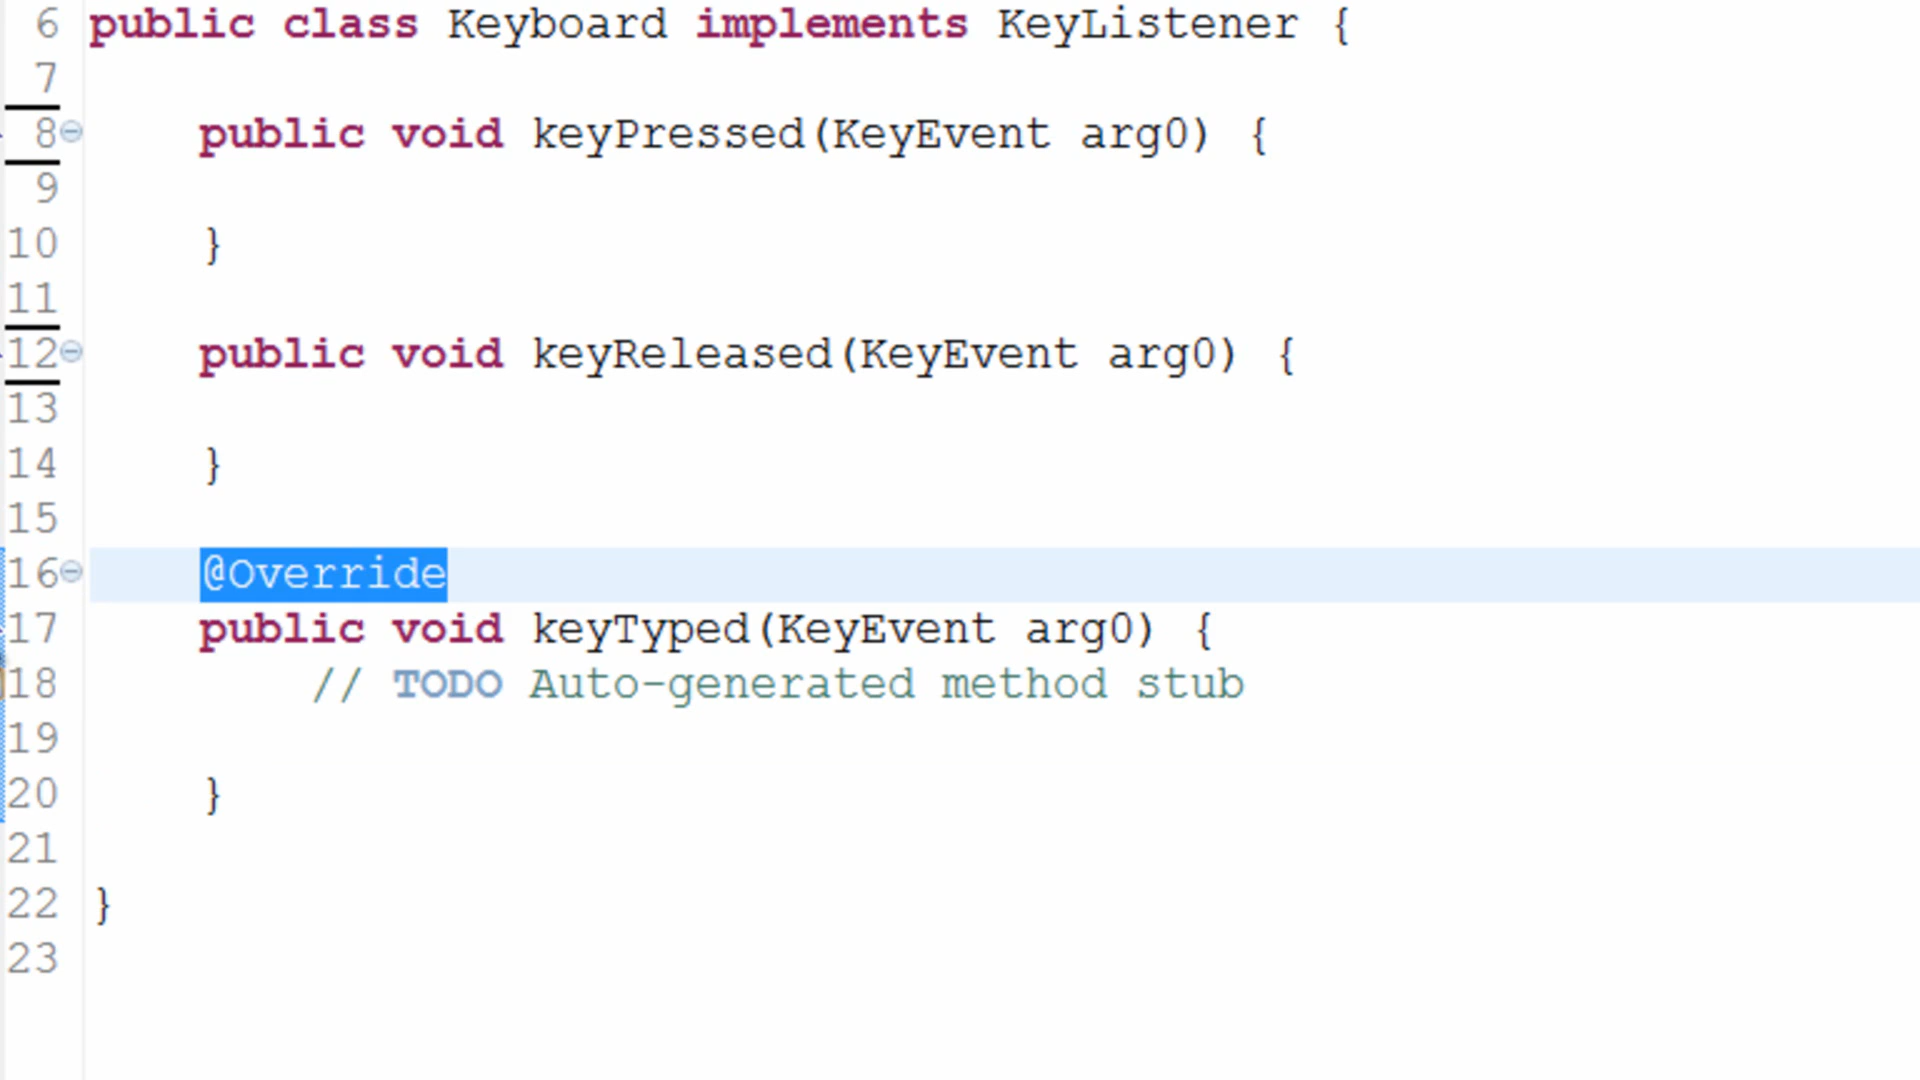 6 public class Keyboard implements KeyListener {
7
8 public void keyPressed(KeyEvent arg0) {
9
10 }
11
12 public void keyReleased(KeyEvent arg0) {
13
14 }
15
16 @Override
17 public void keyTyped(KeyEvent arg0) {
18 // TODO Auto-generated method stub
19
20 }
21
22 }
23